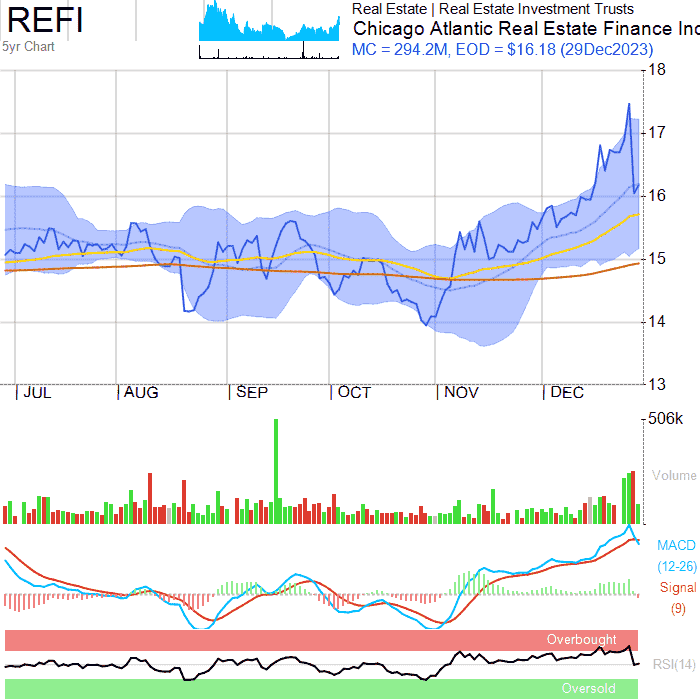 REFI
5yr Chart
Real Estate | Real Estate Investment Trusts
Chicago Atlantic Real Estate Finance Inc
MC = 294.2M, EOD = $16.18 (29Dec2023)
18
17
16
15
14
13
JUL AUG SEP OCT NOV DEC
506k
Volume
MACD
(12-26)
Signal
(9)
Overbought
RSI(14)
Oversold